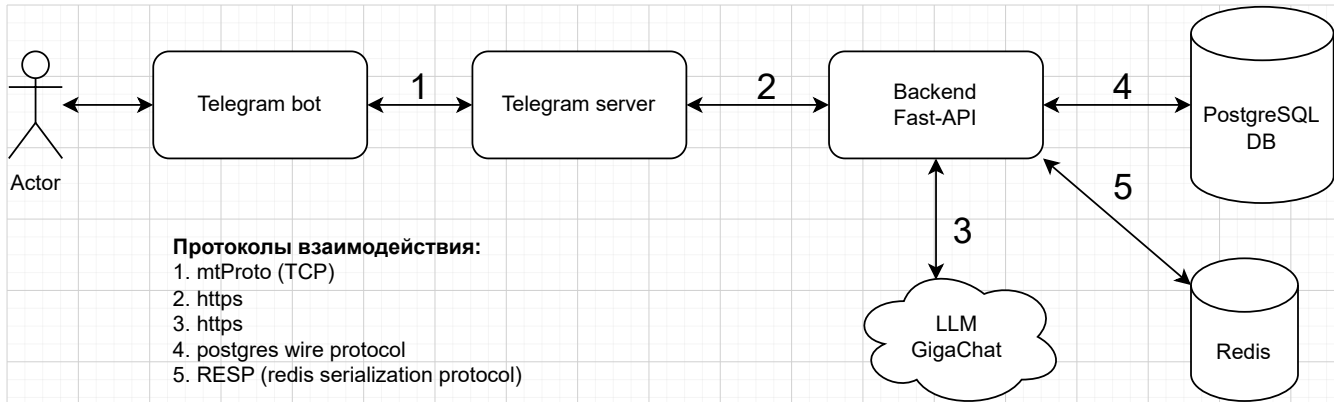 Actor
Telegram bot
1
Telegram server
2
Backend
Fast-API
4
PostgreSQL
DB
5
3
LLM
GigaChat
Redis
Протоколы взаимодействия:
1. mtProto (TCP)
2. https
3. https
4. postgres wire protocol
5. RESP (redis serialization protocol)